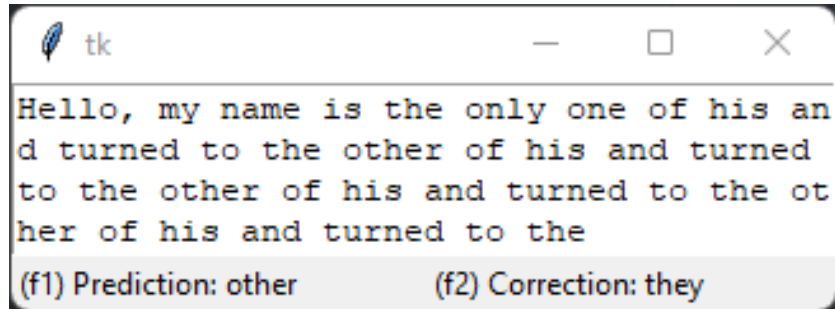 tk
Hello, my name is the only one of his an
d turned to the other of his and turned
to the other of his and turned to the ot
her of his and turned to the
(f1) Prediction: other (f2) Correction: they